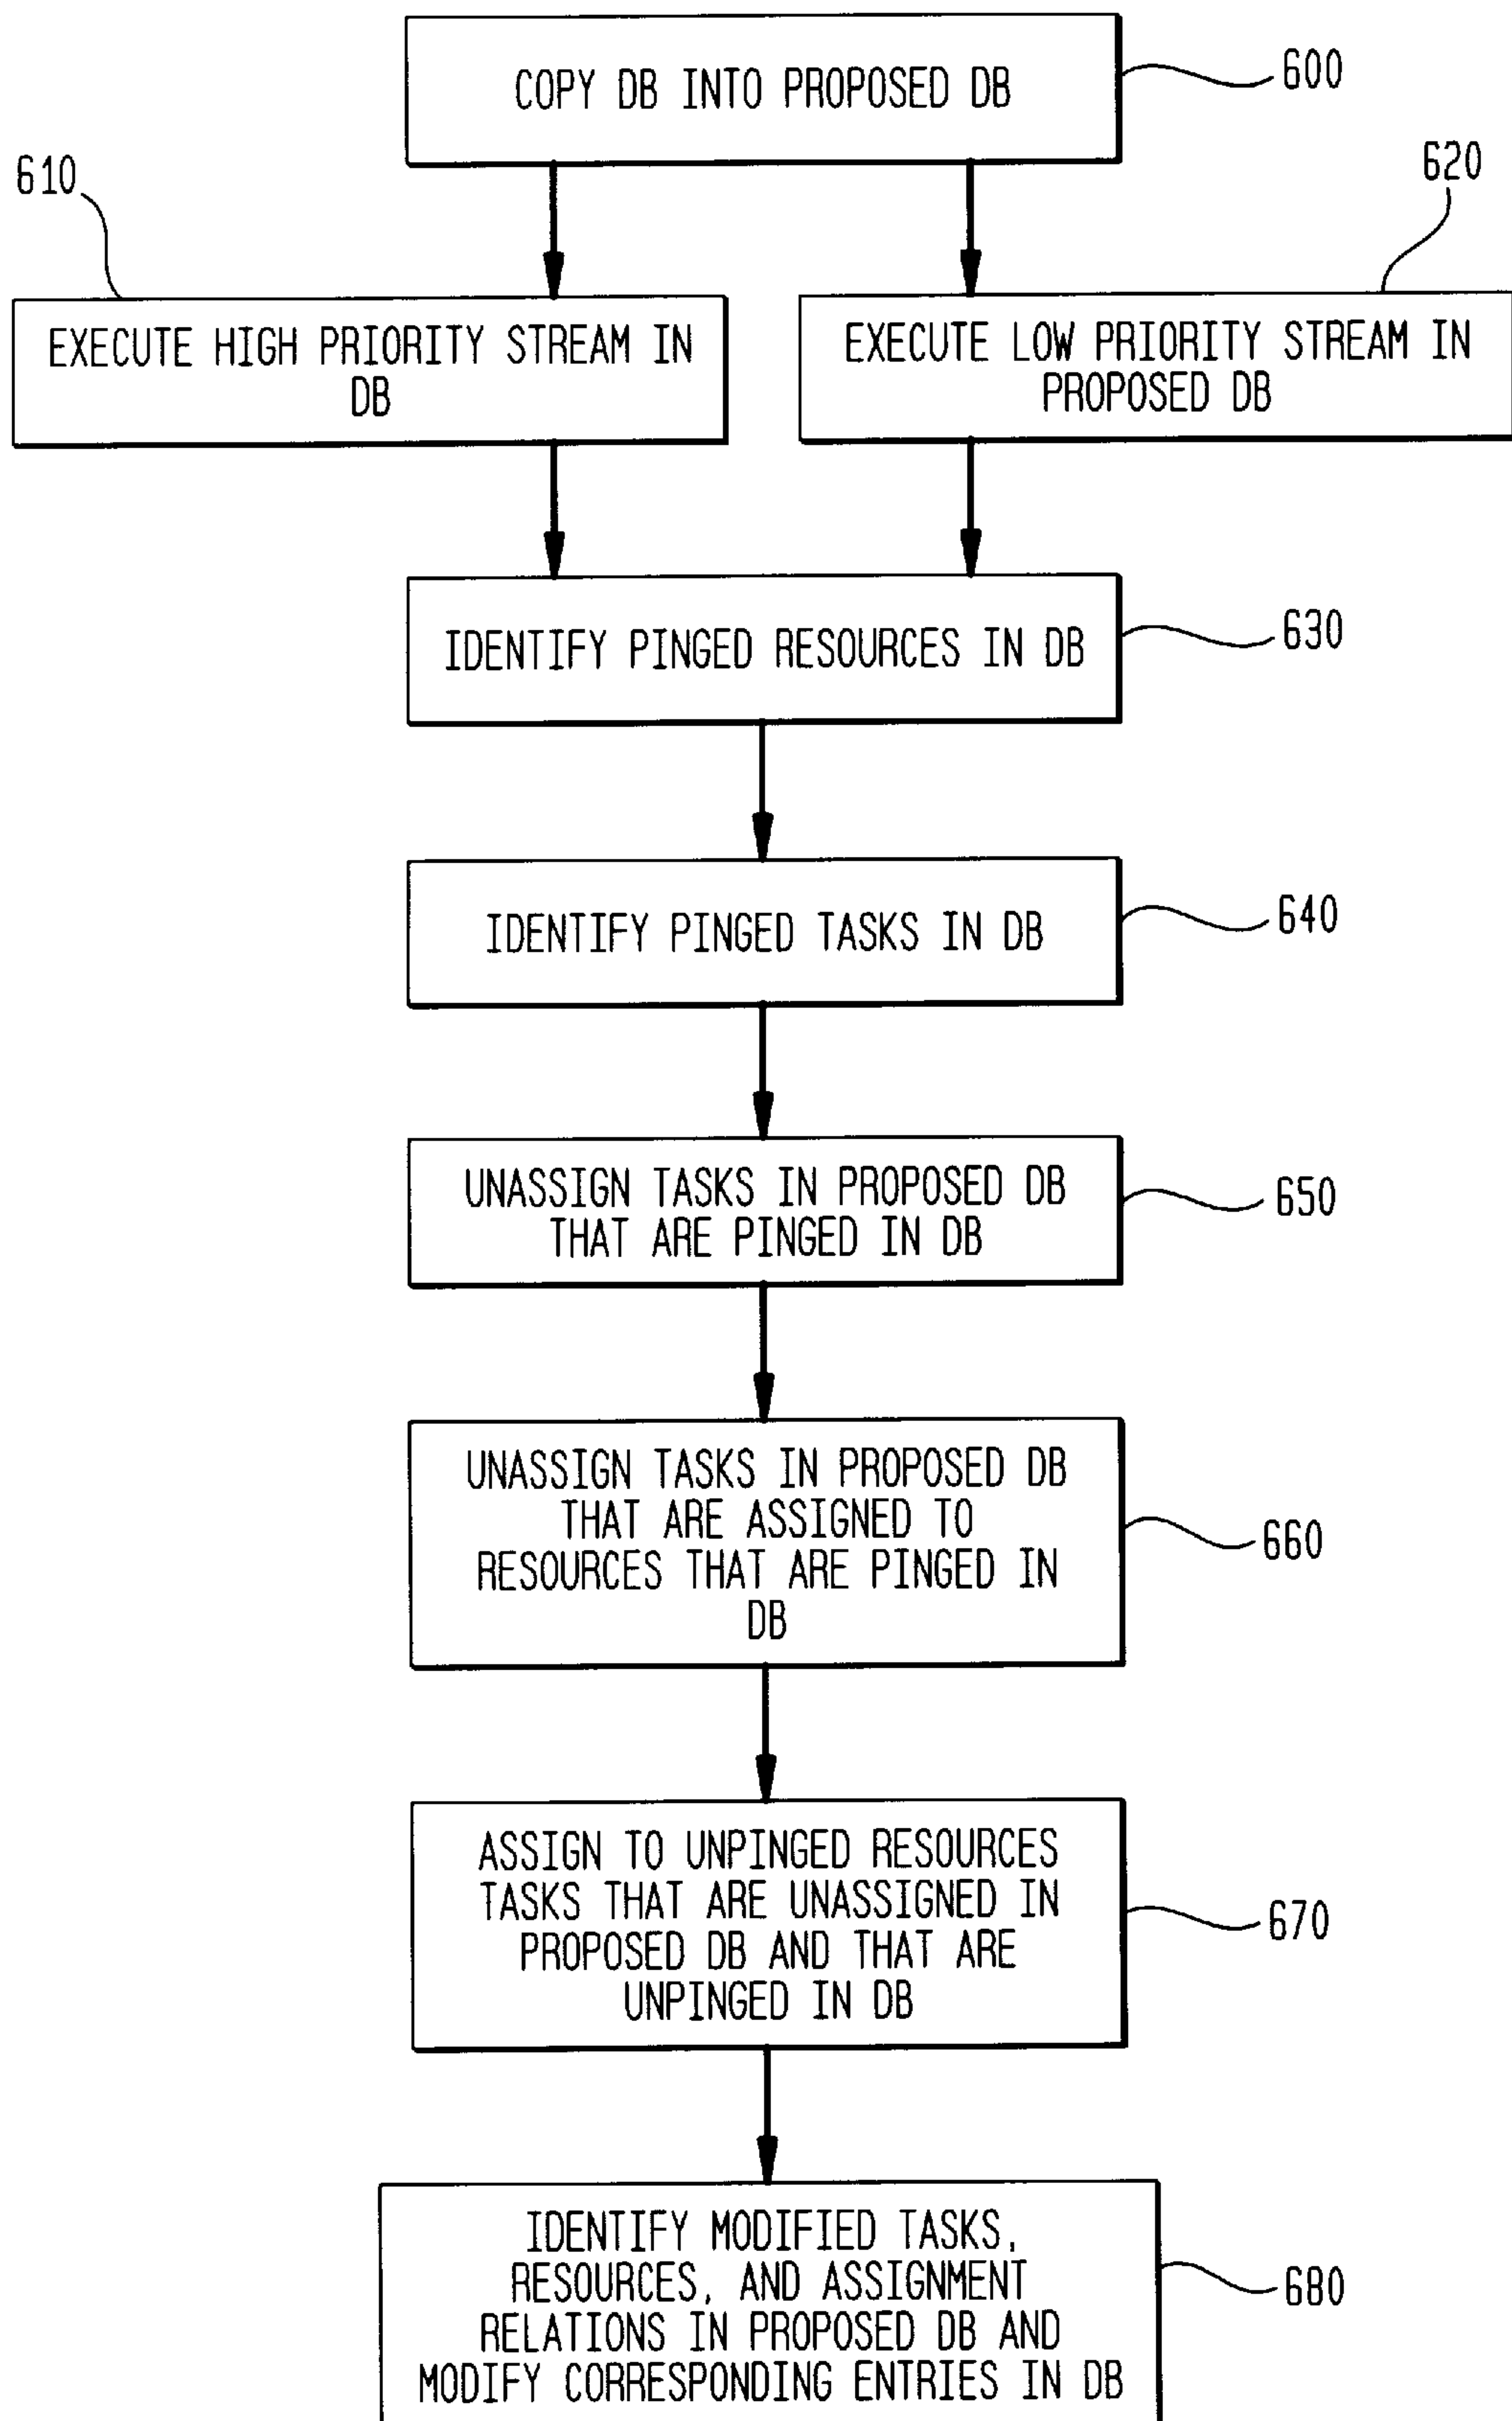 COPY DB INTO PROPOSED DB
600
610
620
EXECUTE HIGH PRIORITY STREAM IN
DB
EXECUTE LOW PRIORITY STREAM IN
PROPOSED DB
IDENTIFY PINGED RESOURCES IN DB
630
IDENTIFY PINGED TASKS IN DB
640
UNASSIGN TASKS IN PROPOSED DB
THAT ARE PINGED IN DB
650
UNASSIGN TASKS IN PROPOSED DB
THAT ARE ASSIGNED TO
RESOURCES THAT ARE PINGED IN
DB
660
ASSIGN TO UNPINGED RESOURCES
TASKS THAT ARE UNASSIGNED IN
PROPOSED DB AND THAT ARE
UNPINGED IN DB
670
IDENTIFY MODIFIED TASKS,
RESOURCES, AND ASSIGNMENT
RELATIONS IN PROPOSED DB AND
MODIFY CORRESPONDING ENTRIES IN DB
680